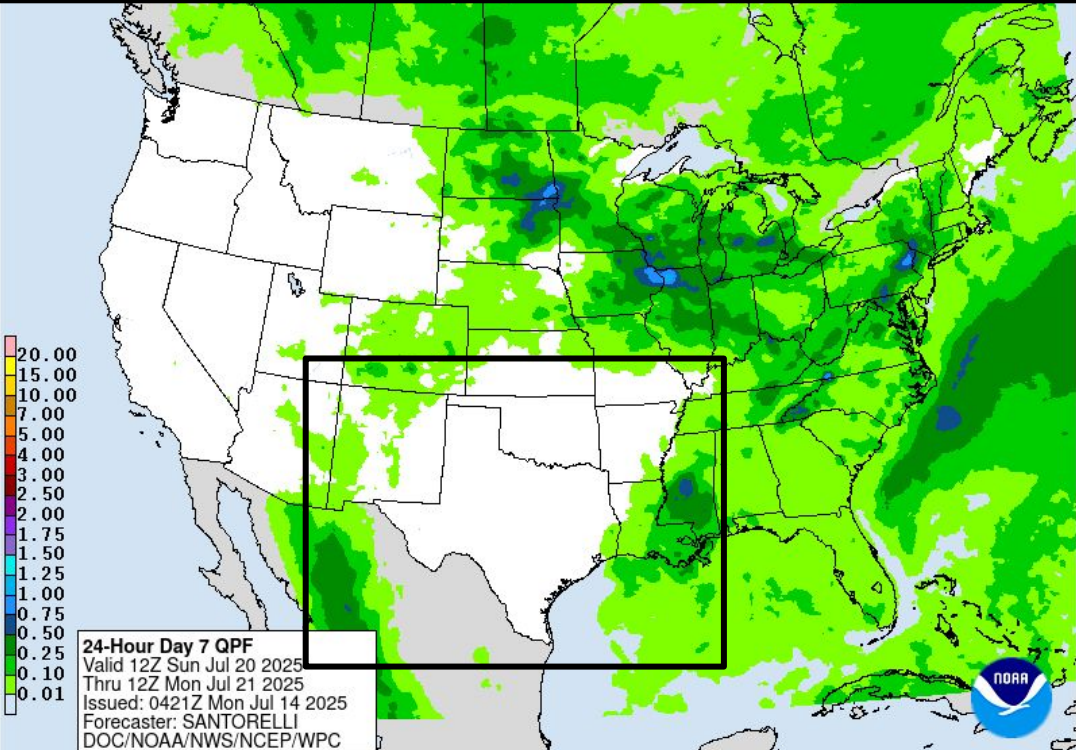 20.00
15.00
10.00
7.00
5.00
4.00
3.00
2.50
2.00
1.75
1.50
1.25
1.00
0.75
0.50
0.25
0.10
0.01
24-Hour Day 7 QPF
Valid 12Z Sun Jul 20 2025
Thru 12Z Mon Jul 21 2025
Issued: 0421Z Mon Jul 14 2025
Forecaster: SANTORELLI
DOC/NOAA/NWS/NCEP/WPC
NOAA